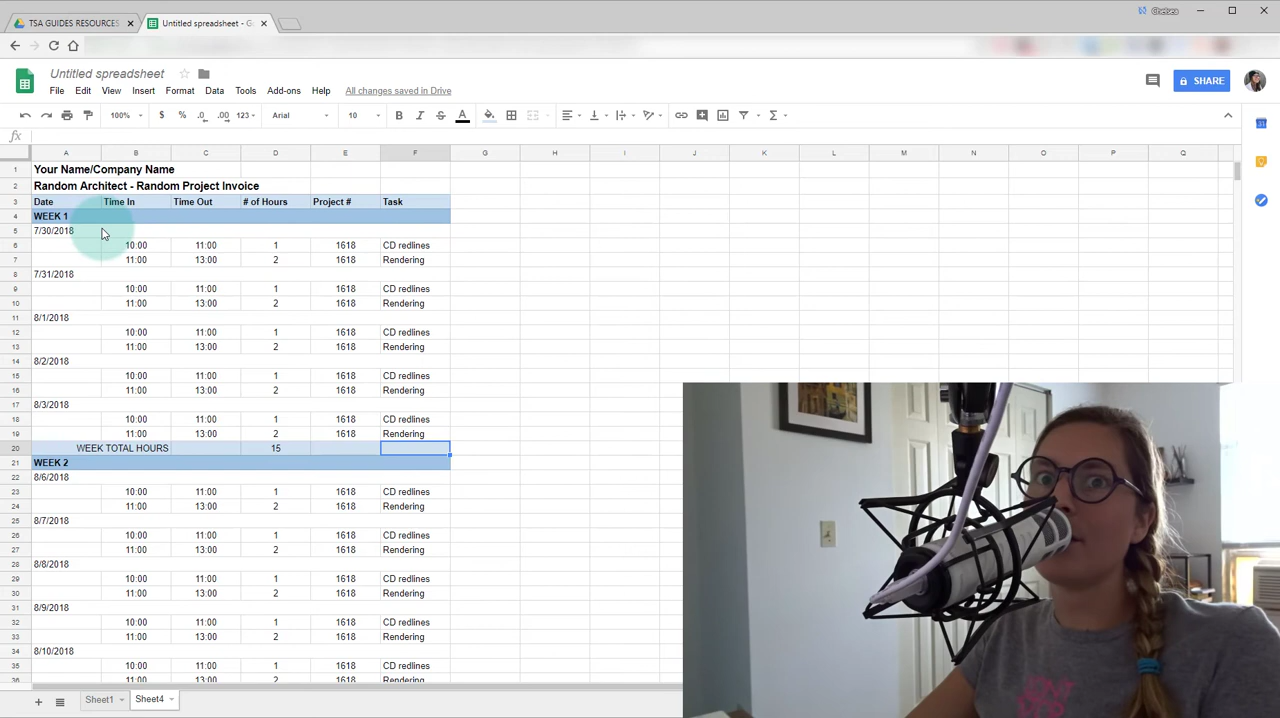 Chelsea
TSA GUIDES RESOURCES
Untitled spreadsheet - G
Untitled spreadsheet
File Edit View Insert Format Data Tools Add-ons Help All changes saved in Drive
SHARE
100% $ % .0 .00 123 Arial 10
fx
A B C D E F G H I J K L M N O P Q
1 Your Name/Company Name
2 Random Architect - Random Project Invoice
3 Date Time In Time Out # of Hours Project # Task
4 WEEK 1
5 7/30/2018
6 10:00 11:00 1 1618 CD redlines
7 11:00 13:00 2 1618 Rendering
8 7/31/2018
9 10:00 11:00 1 1618 CD redlines
10 11:00 13:00 2 1618 Rendering
11 8/1/2018
12 10:00 11:00 1 1618 CD redlines
13 11:00 13:00 2 1618 Rendering
14 8/2/2018
15 10:00 11:00 1 1618 CD redlines
16 11:00 13:00 2 1618 Rendering
17 8/3/2018
18 10:00 11:00 1 1618 CD redlines
19 11:00 13:00 2 1618 Rendering
20 WEEK TOTAL HOURS 15
21 WEEK 2
22 8/6/2018
23 10:00 11:00 1 1618 CD redlines
24 11:00 13:00 2 1618 Rendering
25 8/7/2018
26 10:00 11:00 1 1618 CD redlines
27 11:00 13:00 2 1618 Rendering
28 8/8/2018
29 10:00 11:00 1 1618 CD redlines
30 11:00 13:00 2 1618 Rendering
31 8/9/2018
32 10:00 11:00 1 1618 CD redlines
33 11:00 13:00 2 1618 Rendering
34 8/10/2018
35 10:00 11:00 1 1618 CD redlines
36 11:00 13:00 2 1618 Rendering
Sheet1 Sheet4